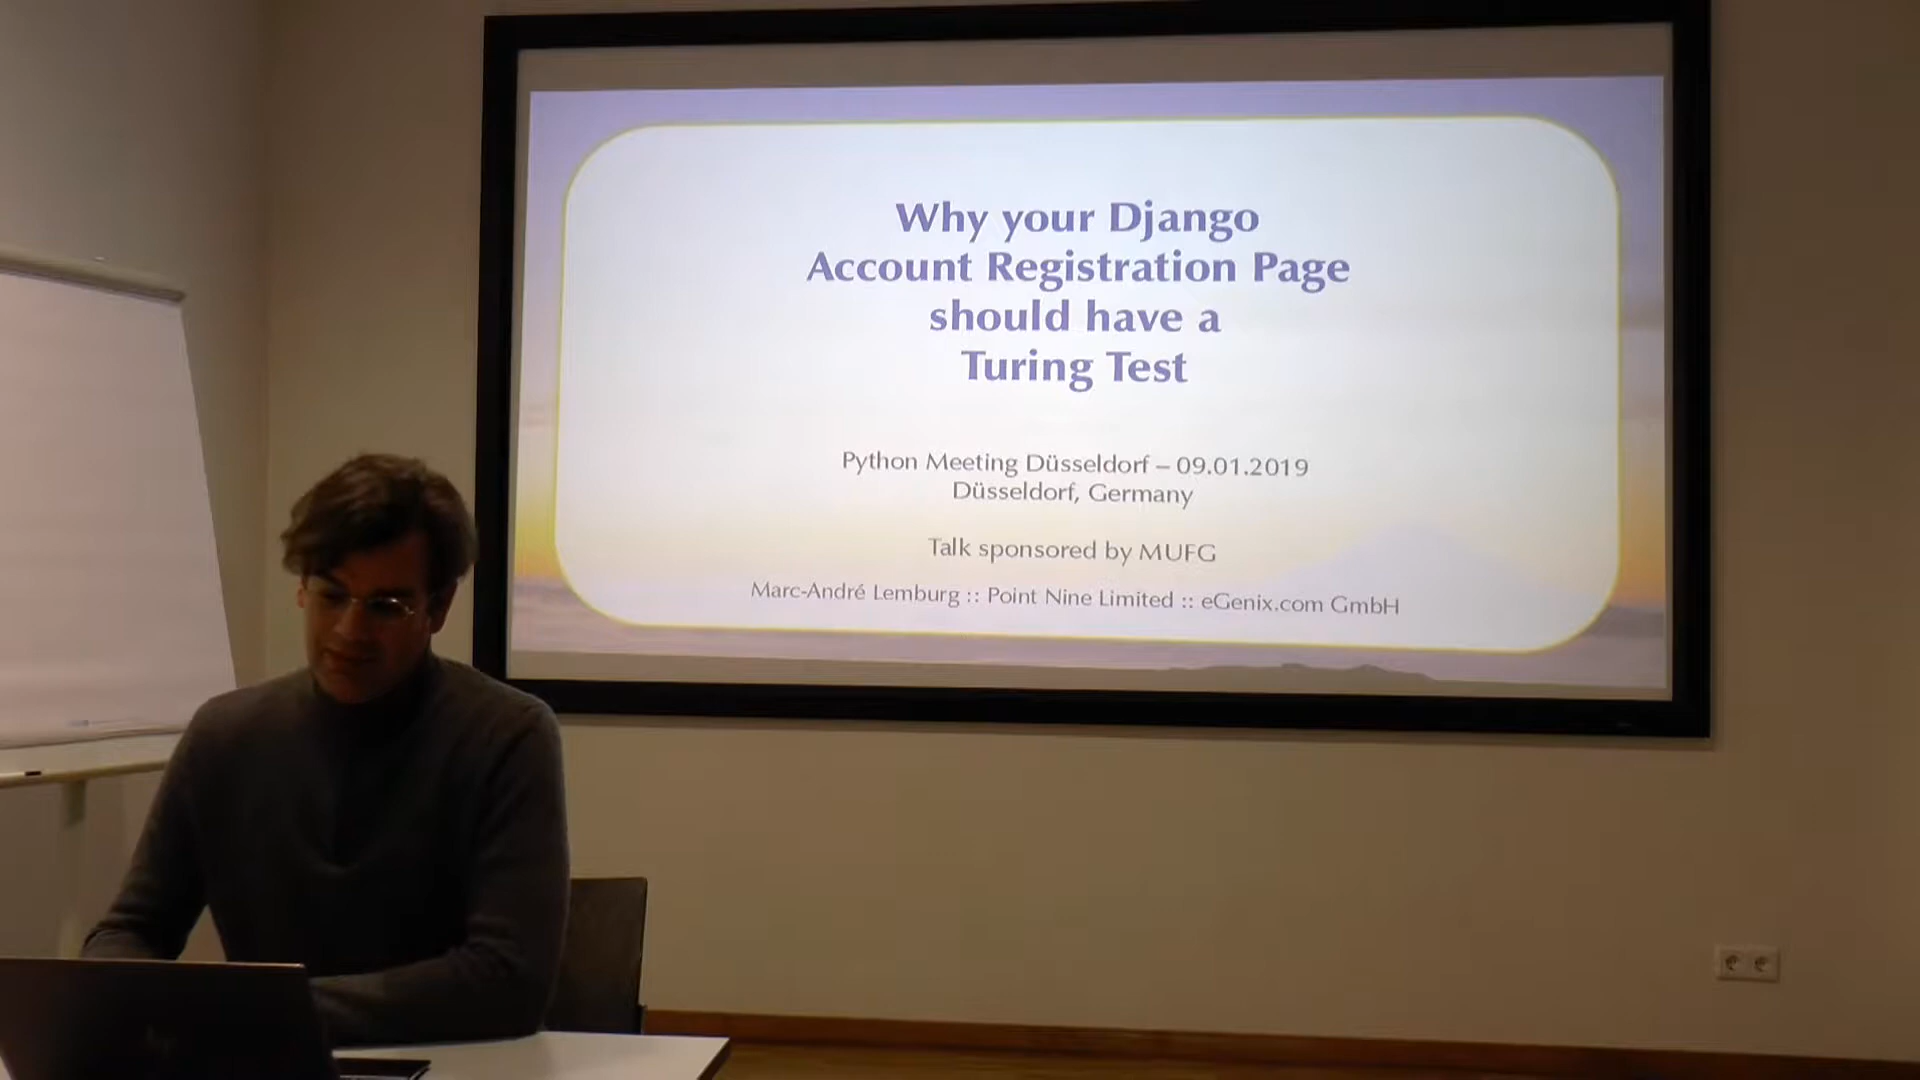 Why your Django
Account Registration Page
should have a
Turing Test
Python Meeting Düsseldorf – 09.01.2019
Düsseldorf, Germany
Talk sponsored by MUFG
Marc-André Lemburg :: Point Nine Limited :: eGenix.com GmbH